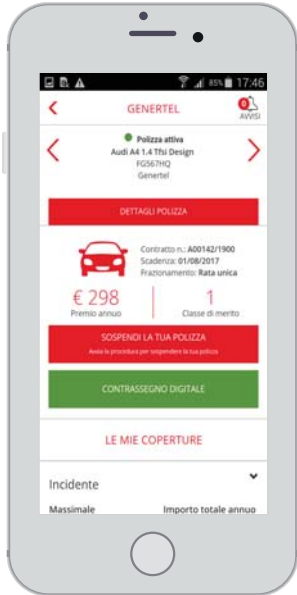 85% 17:46
GENERTEL
0
AVVISI
Polizza attiva
Audi A4 1.4 Tfsi Design
FG567HQ
Genertel
DETTAGLI POLIZZA
Contratto n.: A00142/1900
Scadenza: 01/08/2017
Frazionamento: Rata unica
€ 298
Premio annuo
1
Classe di merito
SOSPENDI LA TUA POLIZZA
Avvia la procedura per sospendere la tua polizza
CONTRASSEGNO DIGITALE
LE MIE COPERTURE
Incidente
Massimale Importo totale annuo